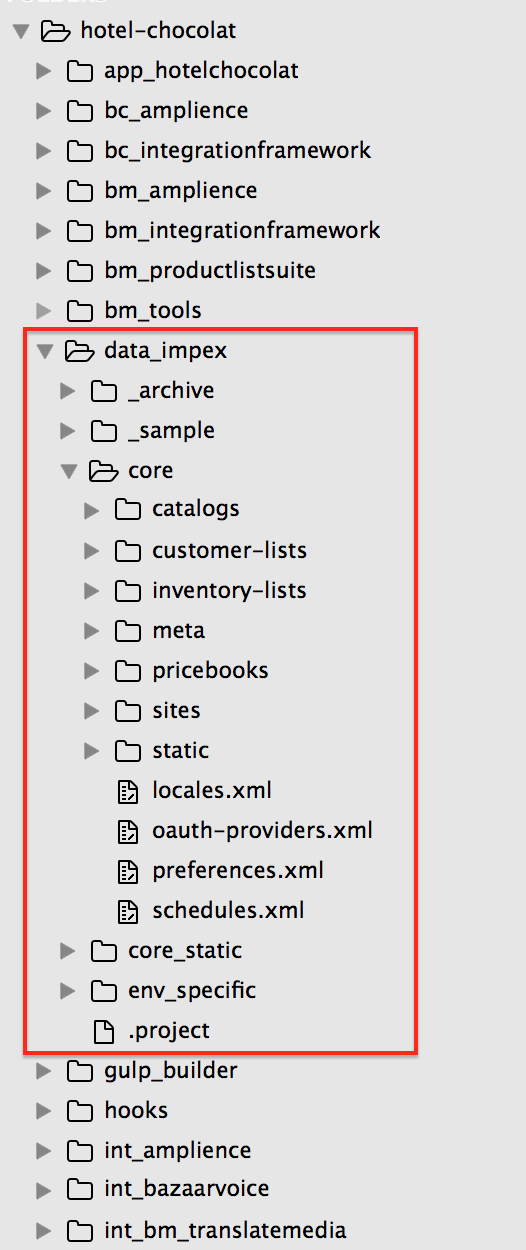 FOLDERS
hotel-chocolat
app_hotelchocolat
bc_amplience
bc_integrationframework
bm_amplience
bm_integrationframework
bm_productlistsuite
bm_tools
data_impex
_archive
_sample
core
catalogs
customer-lists
inventory-lists
meta
pricebooks
sites
static
locales.xml
oauth-providers.xml
preferences.xml
schedules.xml
core_static
env_specific
.project
gulp_builder
hooks
int_amplience
int_bazaarvoice
int_bm_translatemedia